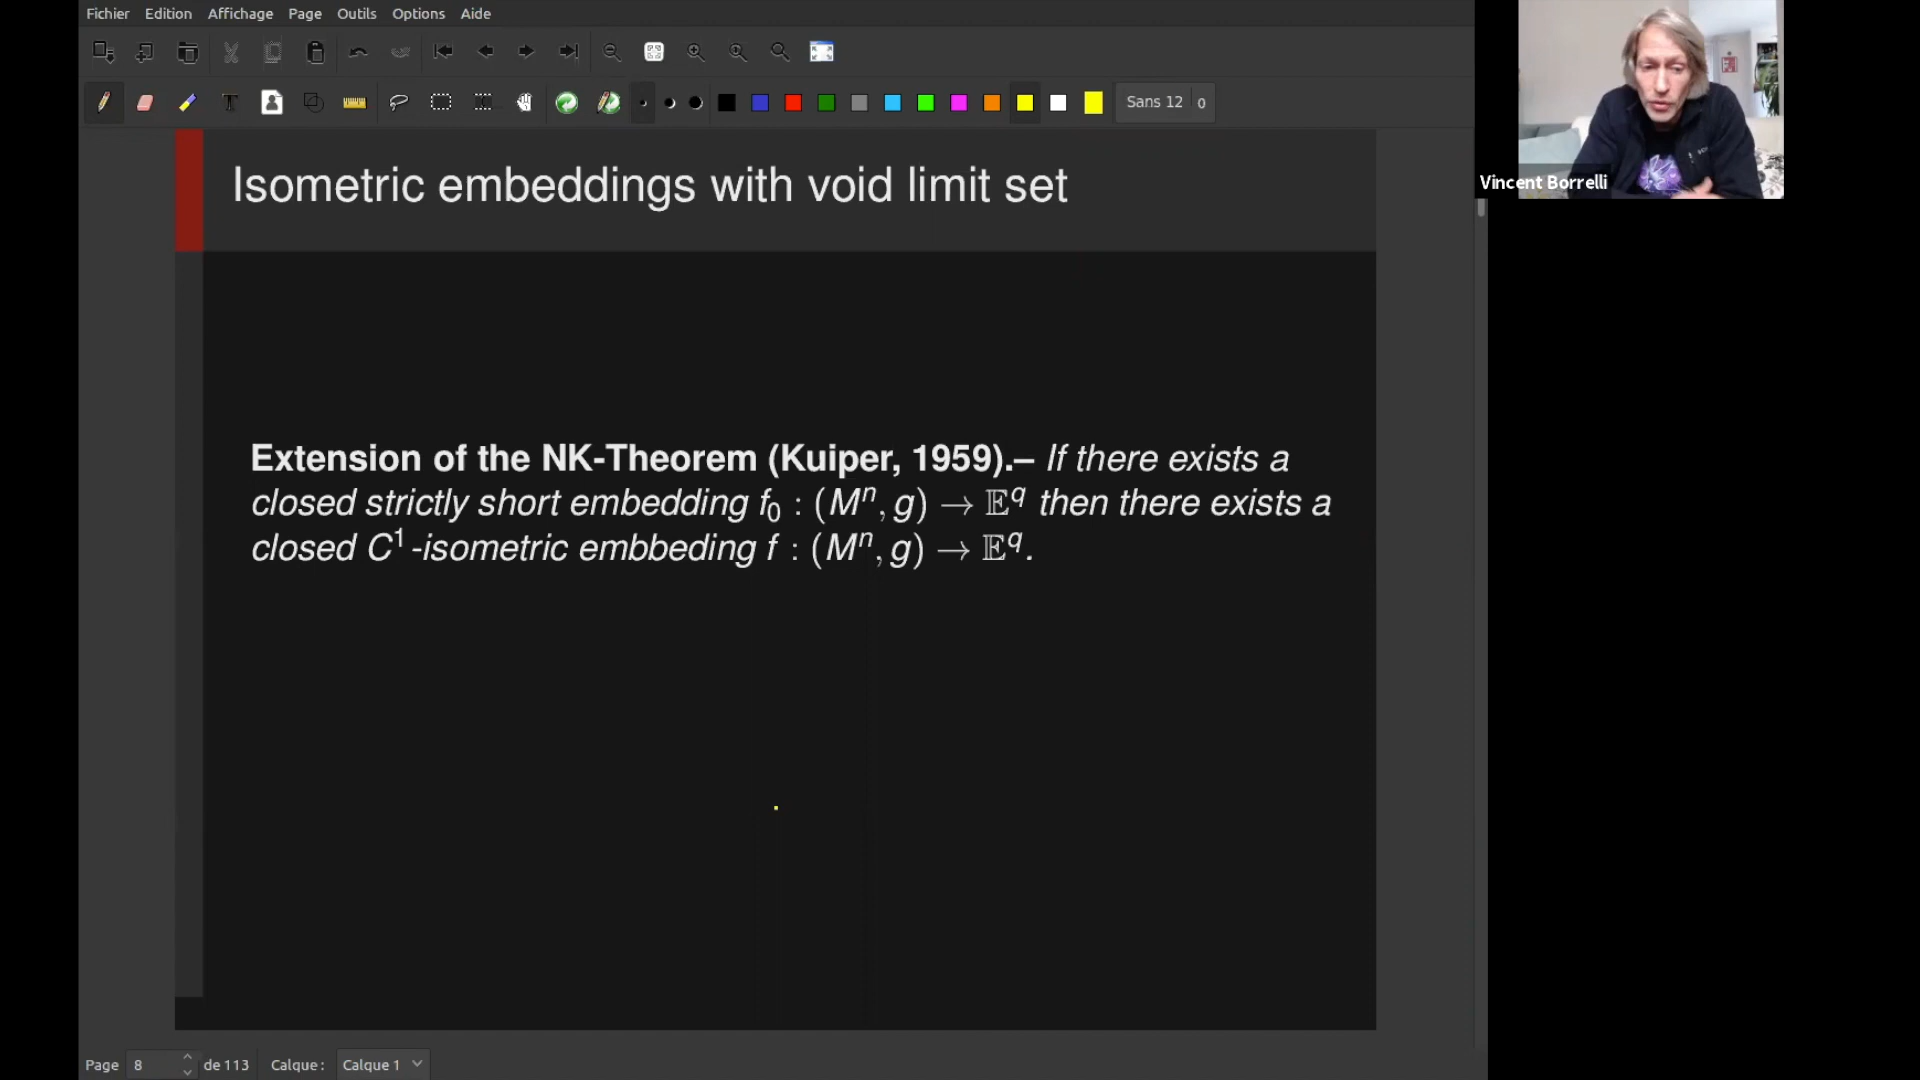 Fichier Edition Affichage Page Outils Options Aide
Sans 12
Vincent Borrelli
Isometric embeddings with void limit set
Extension of the NK-Theorem (Kuiper, 1959).– If there exists a
closed strictly short embedding f₀ : (Mⁿ, g) → 𝔼^q then there exists a
closed C¹-isometric embbeding f : (Mⁿ, g) → 𝔼^q.
Page 8 de 113 Calque : Calque 1